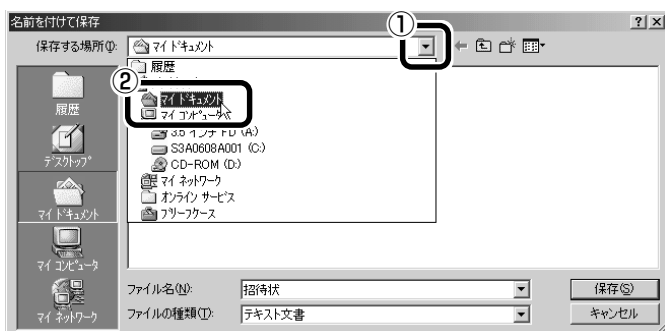 名前を付けて保存
?
×
①
保存する場所(I):
マイ ドキュメント
履歴
②
マイ ドキュメント
マイ コンピュータ
3.5 インチ FD (A:)
S3A0608A001 (C:)
CD-ROM (D:)
マイ ネットワーク
オンライン サービス
ブリーフケース
履歴
デスクトップ
マイ ドキュメント
マイ コンピュータ
マイ ネットワーク
ファイル名(N):
招待状
保存(S)
ファイルの種類(T):
テキスト文書
キャンセル